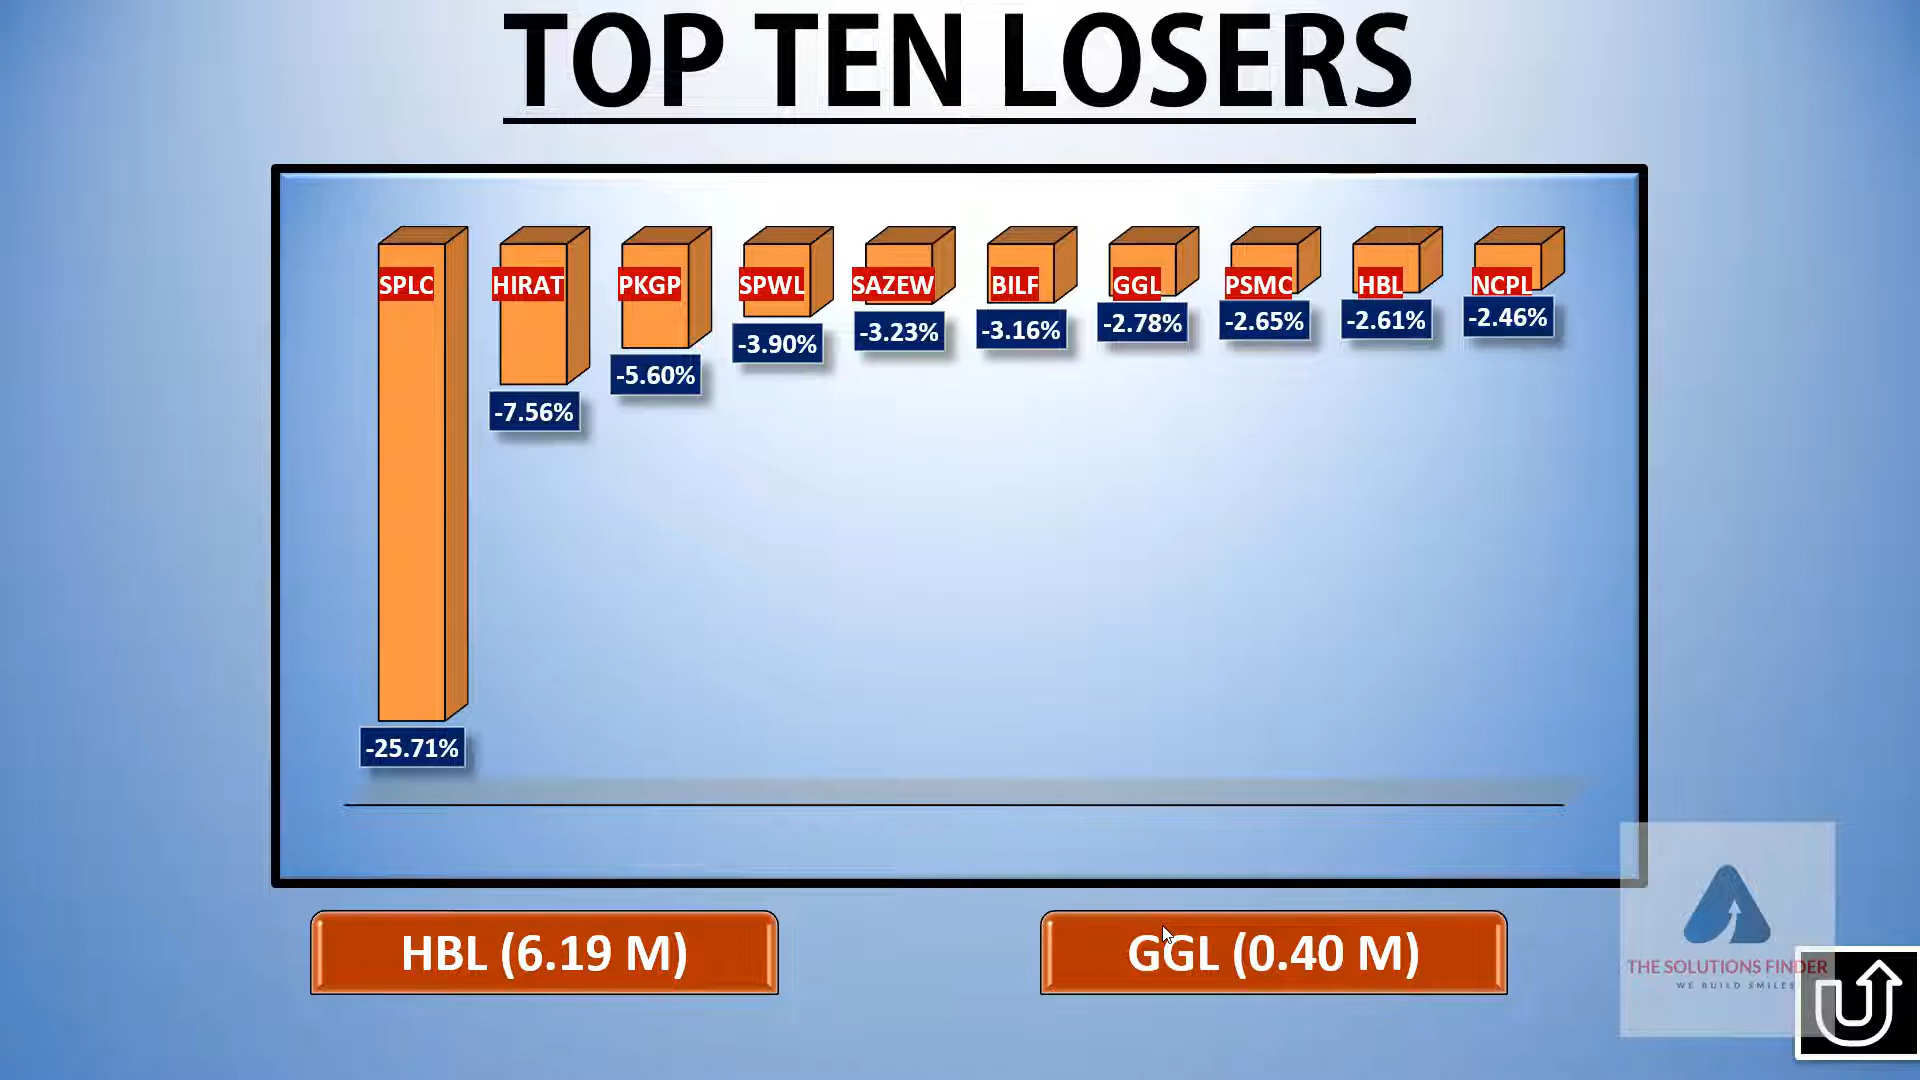 TOP TEN LOSERS
SPLC HIRAT PKGP SPWL SAZEW BILF GGL PSMC HBL NCPL
-25.71% -7.56% -5.60% -3.90% -3.23% -3.16% -2.78% -2.65% -2.61% -2.46%
HBL (6.19 M) GGL (0.40 M)
THE SOLUTIONS FINDER
WE BUILD SMILES